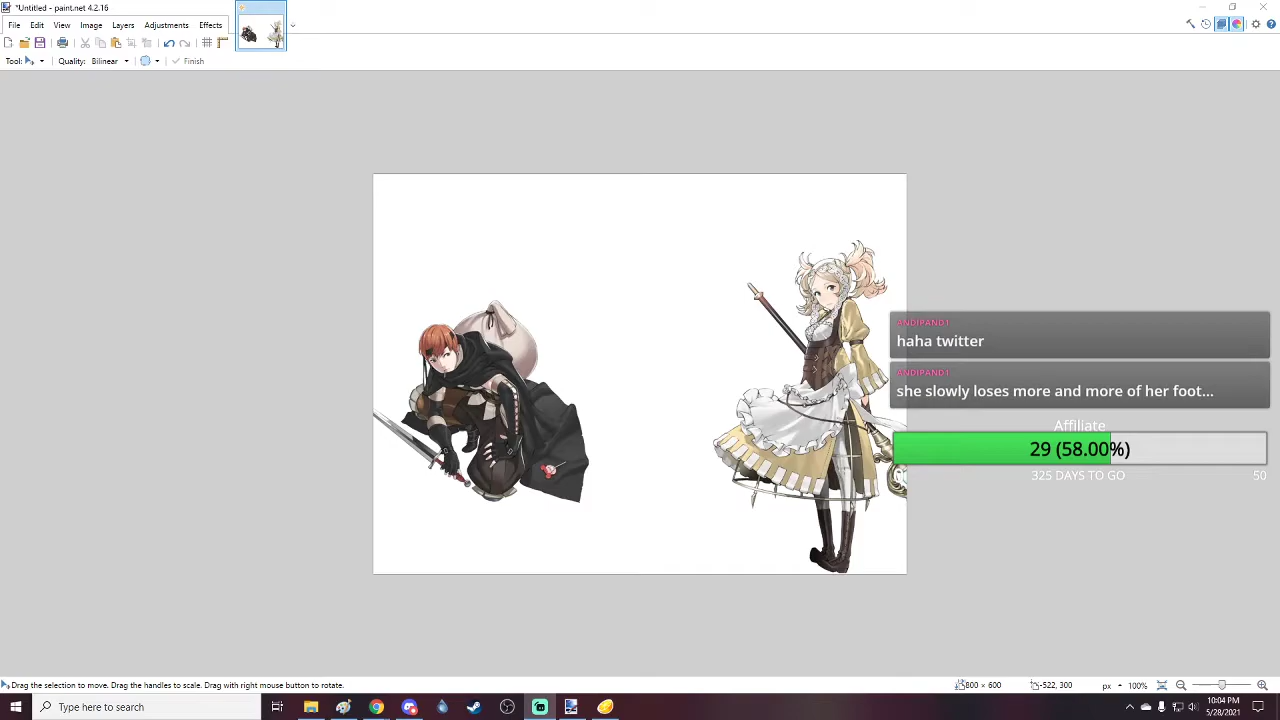 *Untitled - paint.net 4.2.16
File Edit View Image Layers Adjustments Effects
Tool: Quality: Bilinear Finish
ANDIPAND1
haha twitter
ANDIPAND1
she slowly loses more and more of her foot...
Affiliate
29 (58.00%)
325 DAYS TO GO 50
Drag the selection to move. Drag the handles to scale. Drag with right mouse button to rotate. 800 × 600 -522, 300 px 100%
Type here to search 10:04 PM
5/28/2021